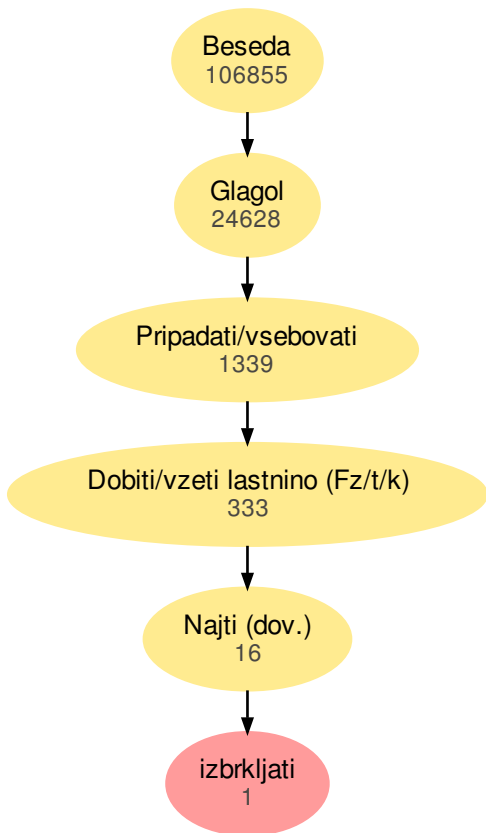 Beseda
106855
Glagol
24628
Pripadati/vsebovati
1339
Dobiti/vzeti lastnino (Fz/t/k)
333
Najti (dov.)
16
izbrkljati
1